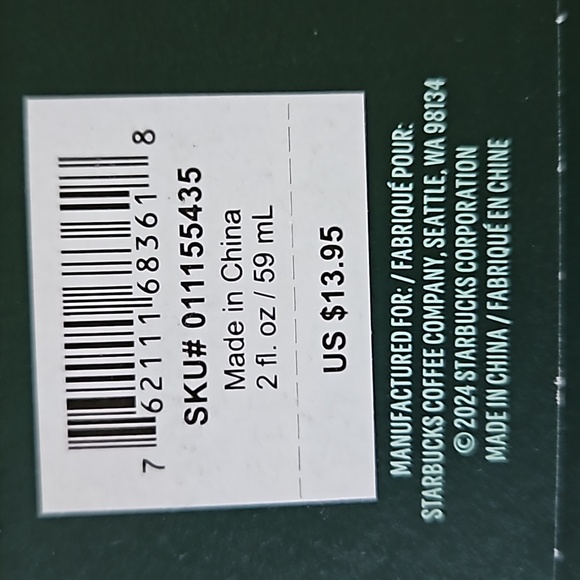 7 62111 68361 8
SKU# 011155435
Made in China
2 fl. oz / 59 mL
US $13.95
MANUFACTURED FOR: / FABRIQUÉ POUR:
STARBUCKS COFFEE COMPANY, SEATTLE, WA 98134
© 2024 STARBUCKS CORPORATION
MADE IN CHINA / FABRIQUÉ EN CHINE